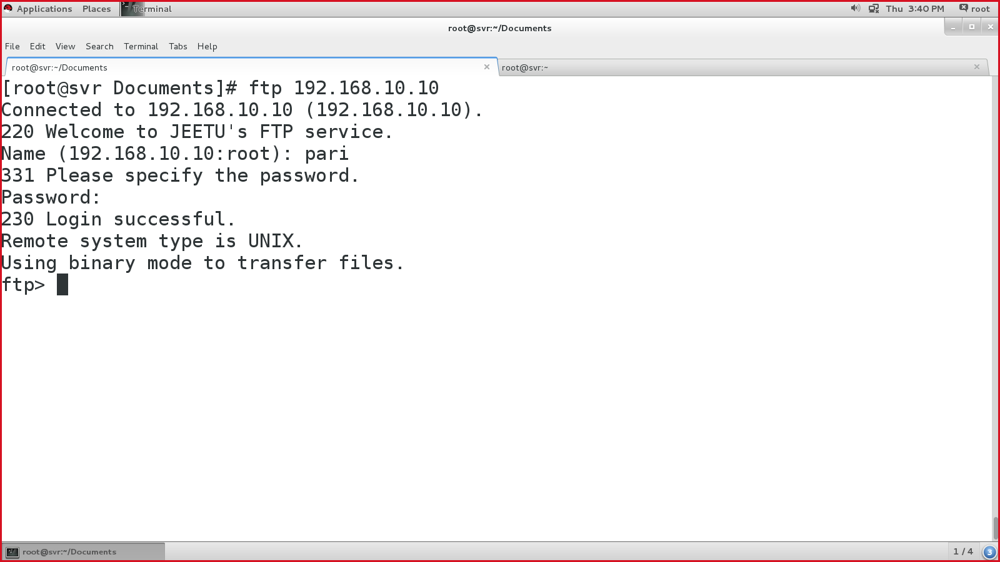 Applications Places Terminal Thu 3:40 PM root
root@svr:~/Documents
File Edit View Search Terminal Tabs Help
root@svr:~/Documents root@svr:~
[root@svr Documents]# ftp 192.168.10.10
Connected to 192.168.10.10 (192.168.10.10).
220 Welcome to JEETU's FTP service.
Name (192.168.10.10:root): pari
331 Please specify the password.
Password:
230 Login successful.
Remote system type is UNIX.
Using binary mode to transfer files.
ftp>
root@svr:~/Documents 1 / 4 3